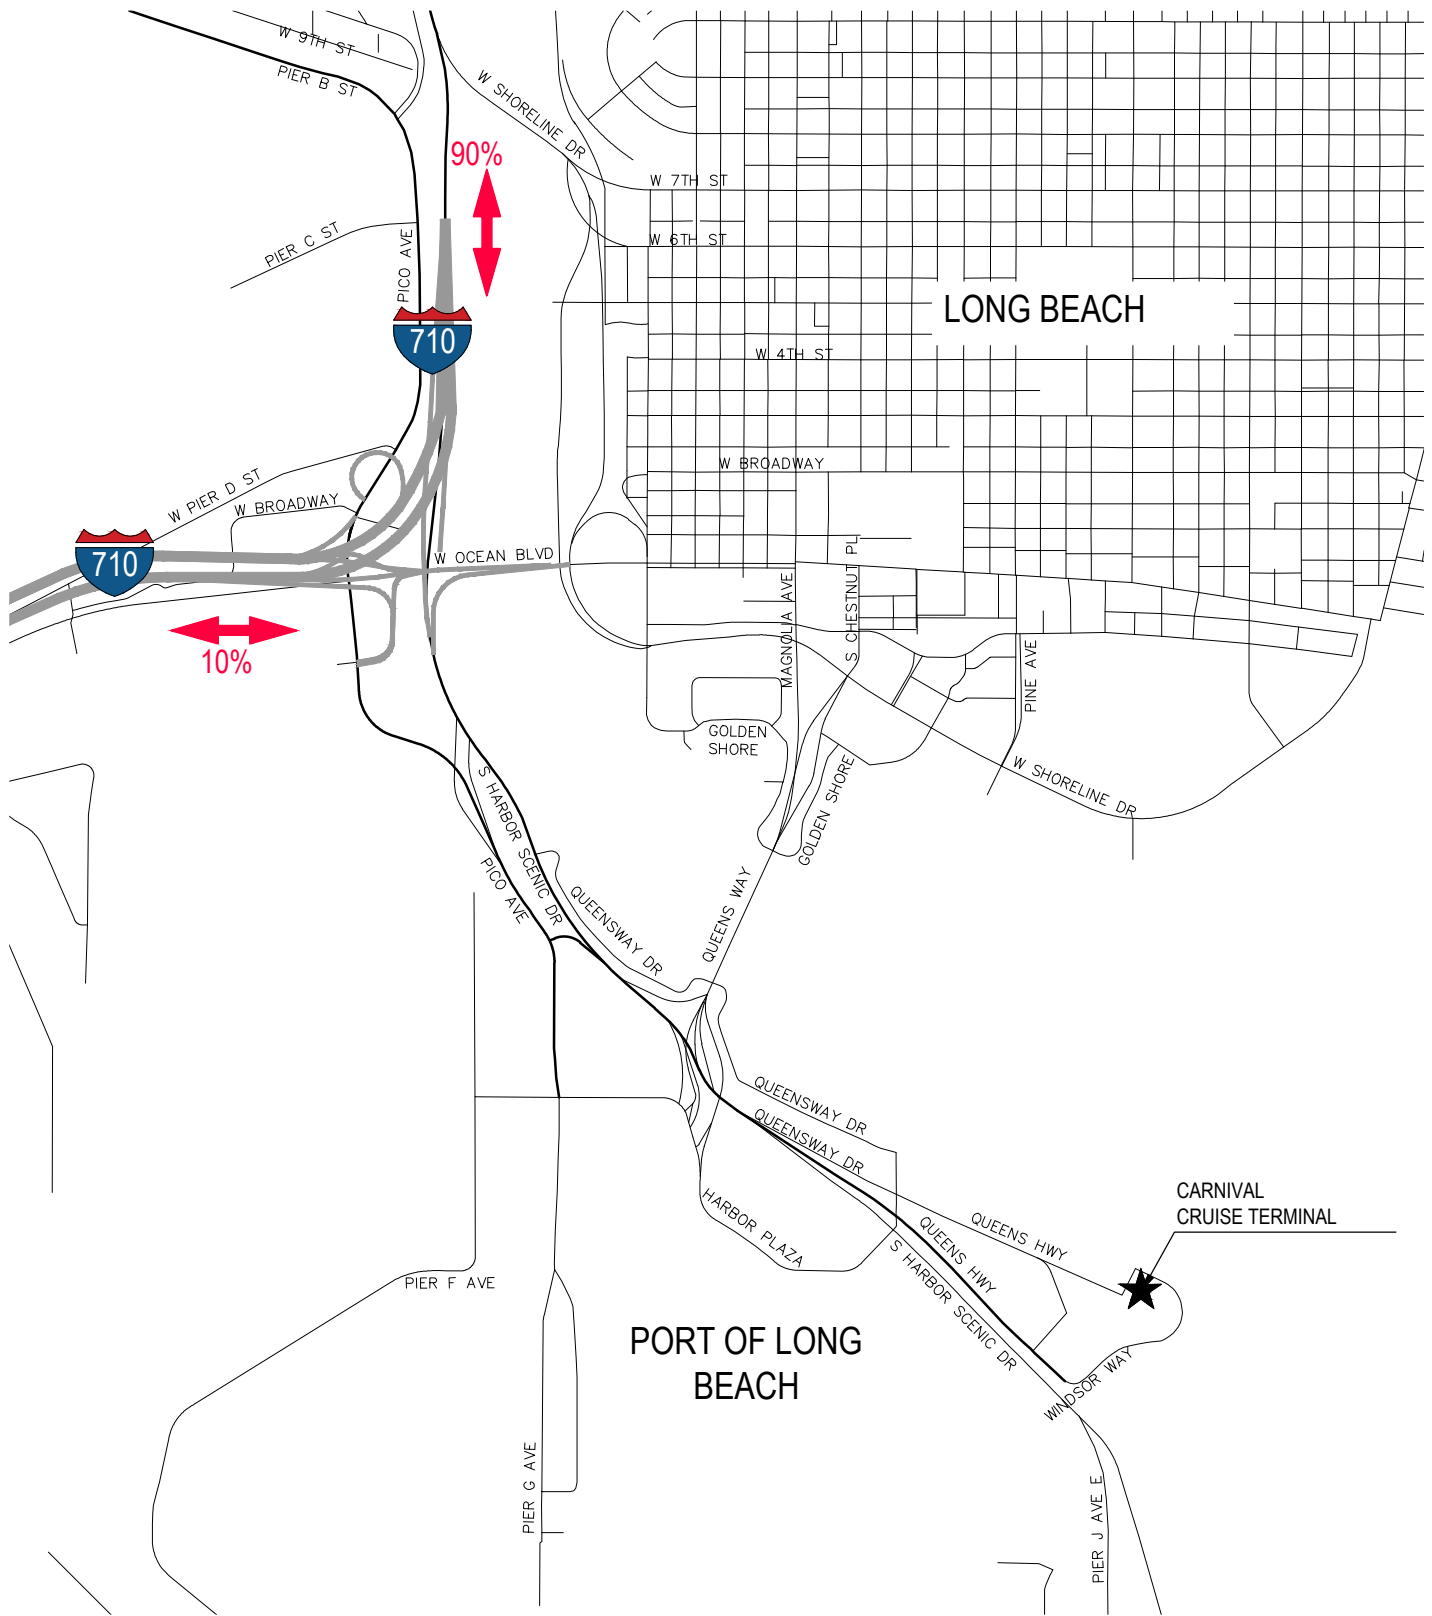 W 9TH ST
PIER B ST
W SHORELINE DR
90%
W 7TH ST
W 6TH ST
PIER C ST
PICO AVE
LONG BEACH
710
W 4TH ST
W BROADWAY
W PIER D ST
W BROADWAY
710
W OCEAN BLVD
10%
MAGNOLIA AVE
S CHESTNUT PL
PINE AVE
GOLDEN
SHORE
W SHORELINE DR
GOLDEN SHORE
S HARBOR SCENIC DR
PICO AVE
QUEENSWAY DR
QUEENS WAY
QUEENSWAY DR
QUEENSWAY DR
CARNIVAL
CRUISE TERMINAL
HARBOR PLAZA
QUEENS HWY
QUEENS HWY
S HARBOR SCENIC DR
PIER F AVE
PORT OF LONG
BEACH
WINDSOR WAY
PIER G AVE
PIER J AVE E